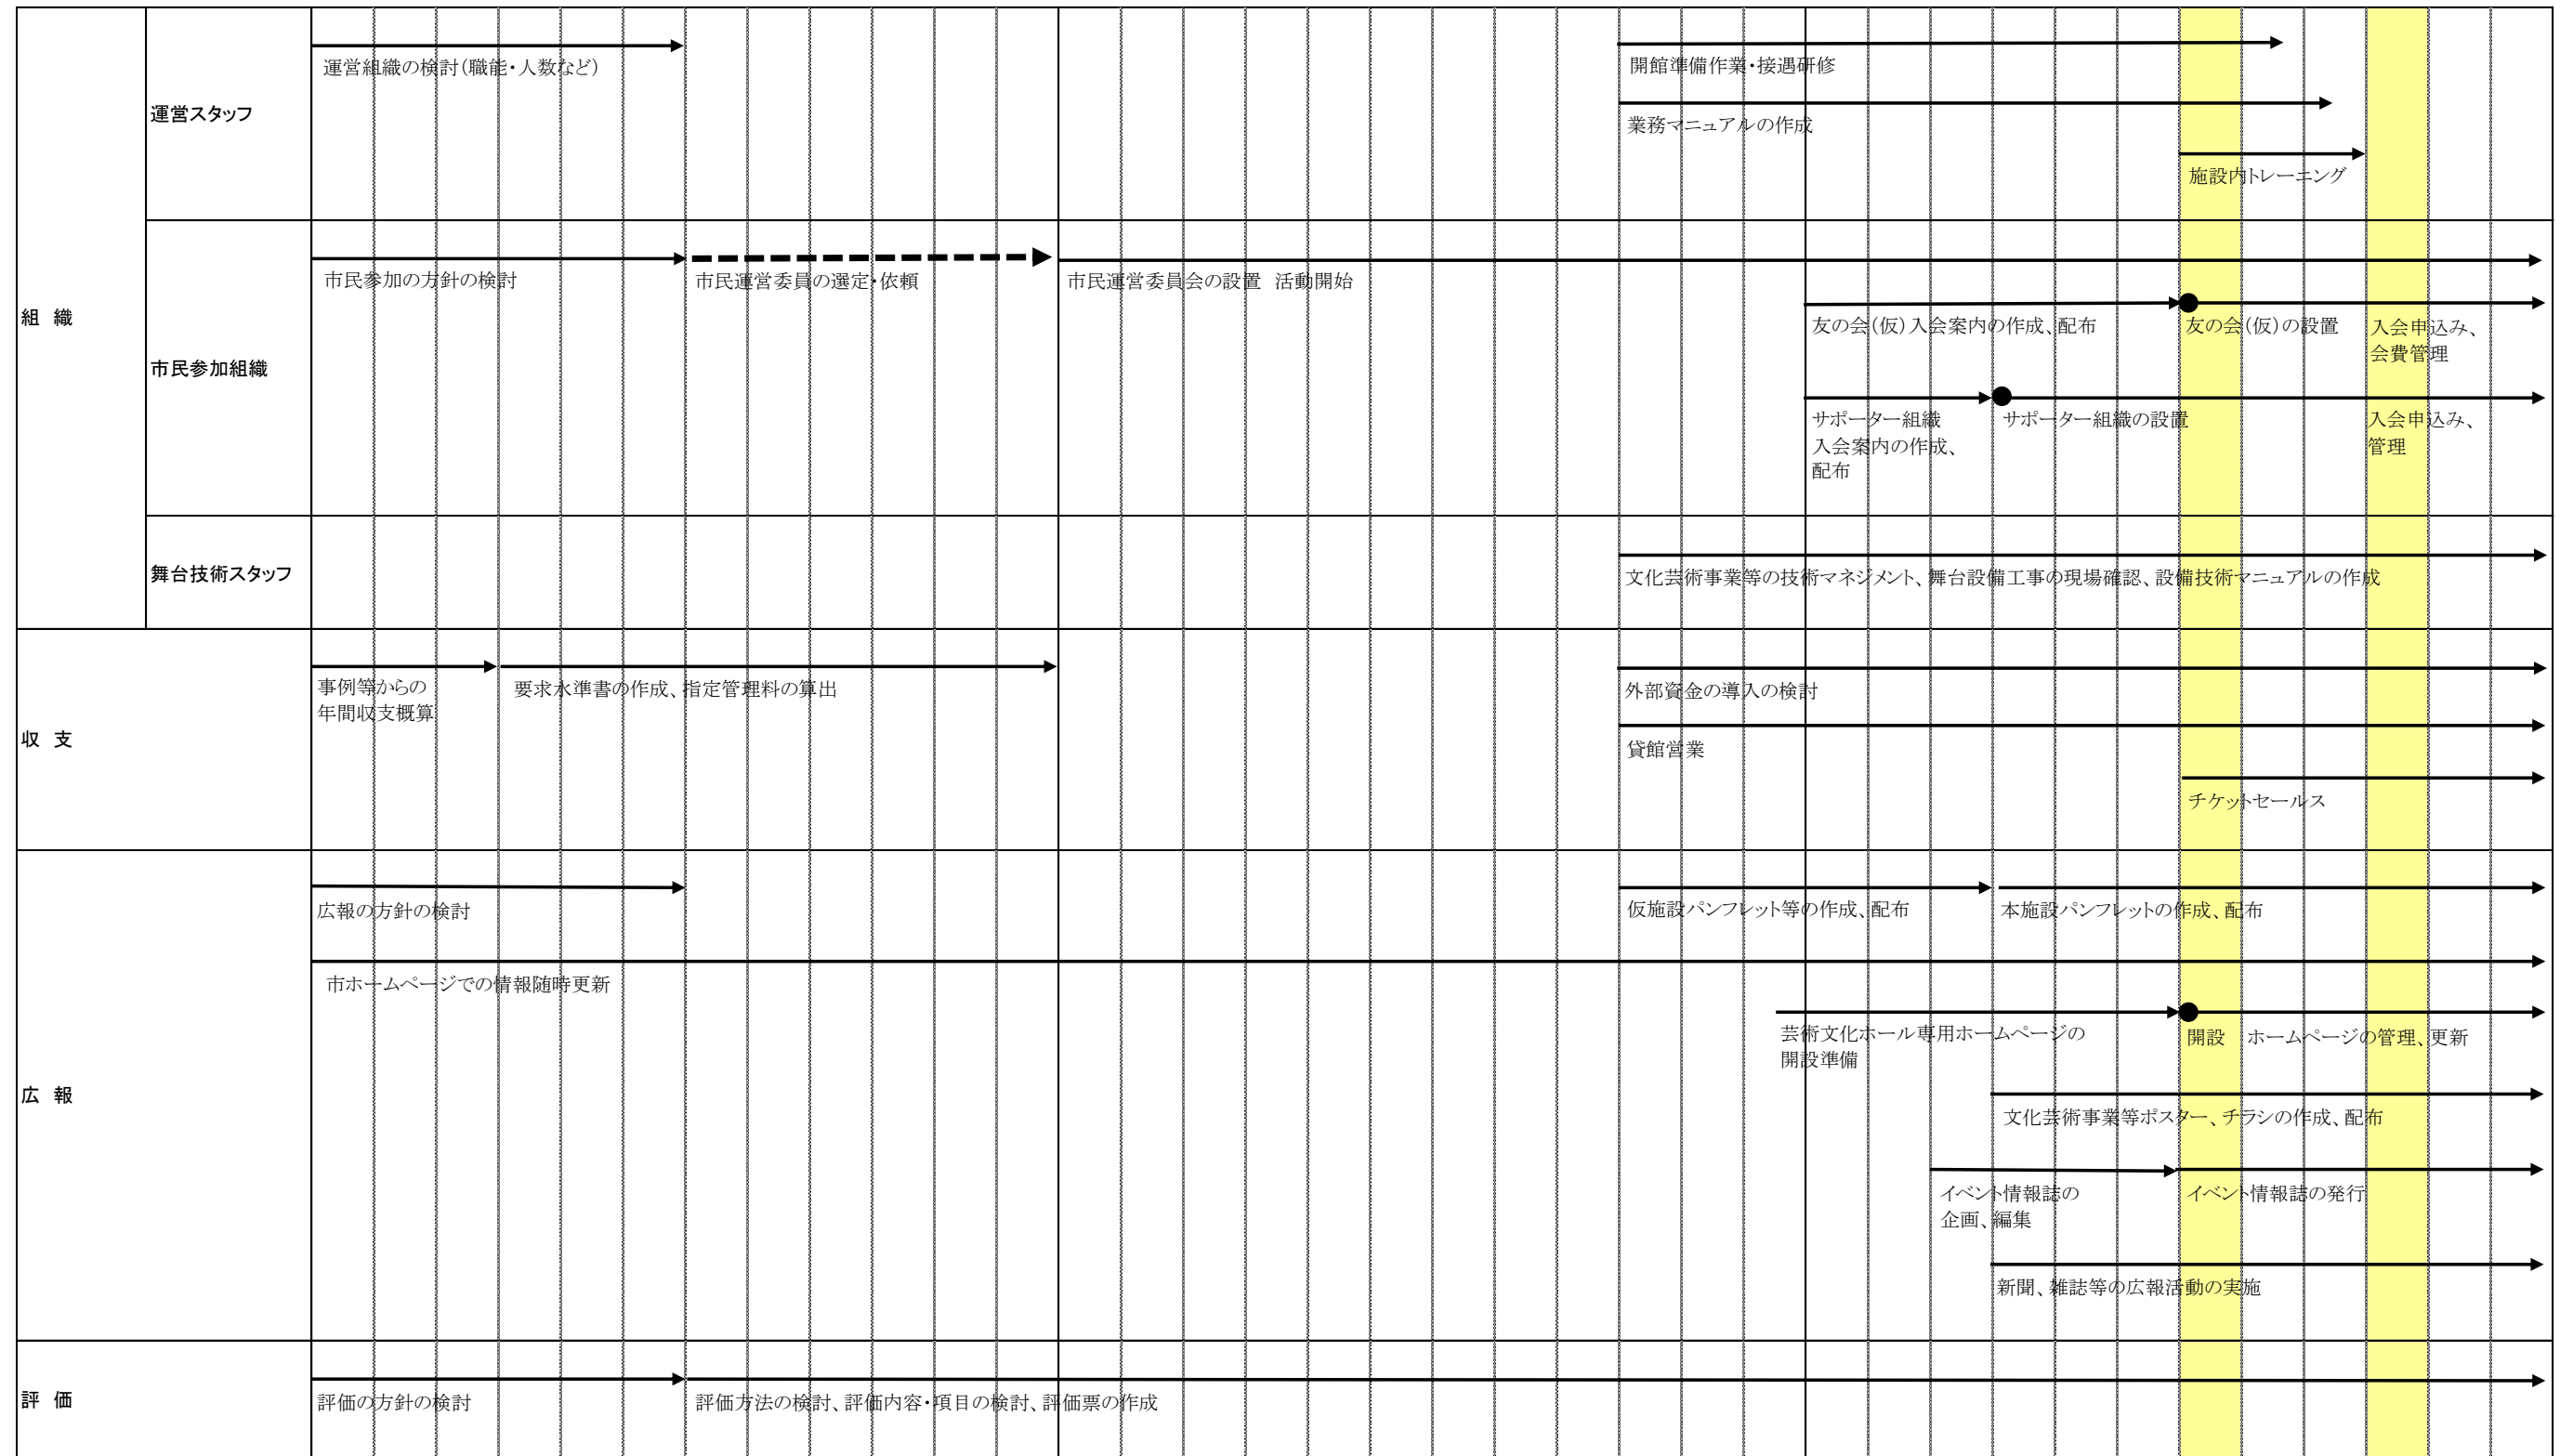 組 織
運営スタッフ
運営組織の検討（職能・人数など）
開館準備作業・接遇研修
業務マニュアルの作成
施設内トレーニング
市民参加組織
市民参加の方針の検討
市民運営委員の選定・依頼
市民運営委員会の設置 活動開始
友の会（仮）入会案内の作成、配布
友の会（仮）の設置
入会申込み、
会費管理
サポーター組織
入会案内の作成、
配布
サポーター組織の設置
入会申込み、
管理
舞台技術スタッフ
文化芸術事業等の技術マネジメント、舞台設備工事の現場確認、設備技術マニュアルの作成
収 支
事例等からの
年間収支概算
要求水準書の作成、指定管理料の算出
外部資金の導入の検討
貸館営業
チケットセールス
広 報
広報の方針の検討
仮施設パンフレット等の作成、配布
本施設パンフレットの作成、配布
市ホームページでの情報随時更新
芸術文化ホール専用ホームページの
開設準備
開設 ホームページの管理、更新
文化芸術事業等ポスター、チラシの作成、配布
イベント情報誌の
企画、編集
イベント情報誌の発行
新聞、雑誌等の広報活動の実施
評 価
評価の方針の検討
評価方法の検討、評価内容・項目の検討、評価票の作成